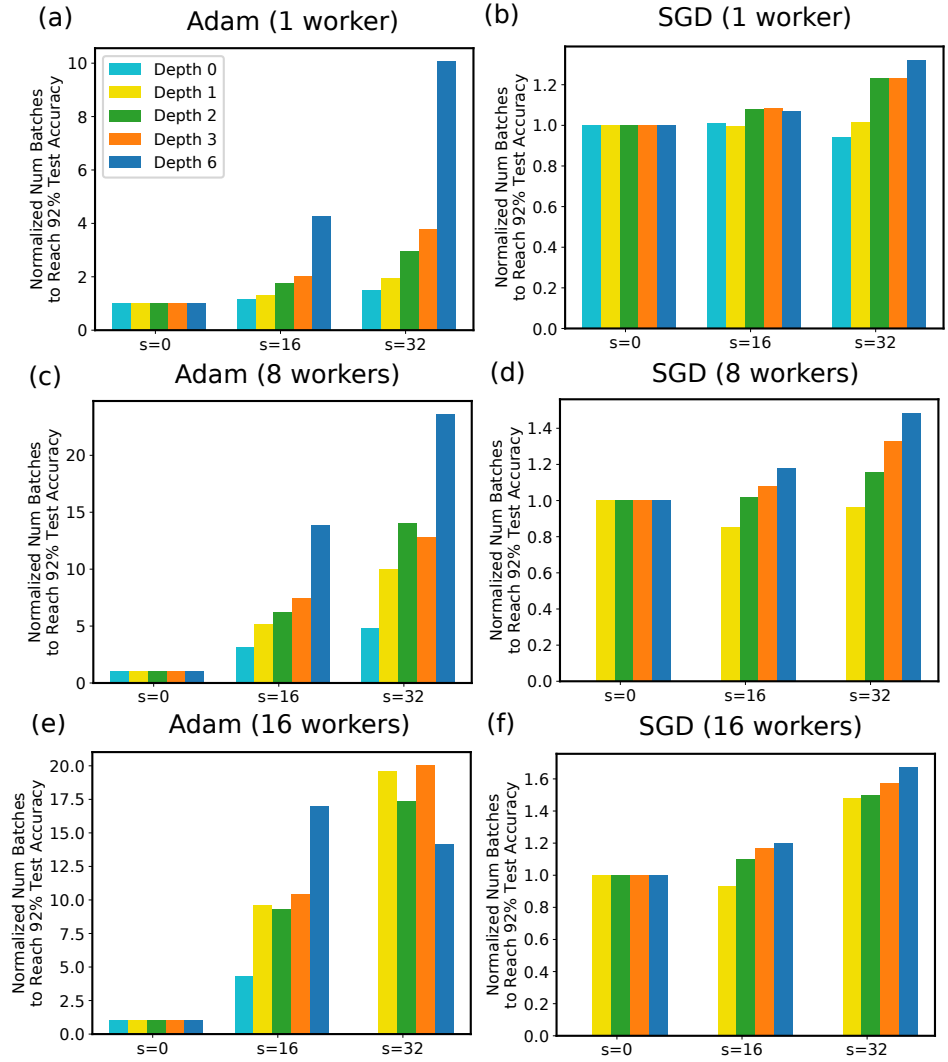 (a)
Adam (1 worker)
Normalized Num Batches
to Reach 92% Test Accuracy
10
8
6
4
2
0
Depth 0
Depth 1
Depth 2
Depth 3
Depth 6
s=0
s=16
s=32
(b)
SGD (1 worker)
Normalized Num Batches
to Reach 92% Test Accuracy
1.2
1.0
0.8
0.6
0.4
0.2
0.0
s=0
s=16
s=32
(c)
Adam (8 workers)
Normalized Num Batches
to Reach 92% Test Accuracy
20
15
10
5
0
s=0
s=16
s=32
(d)
SGD (8 workers)
Normalized Num Batches
to Reach 92% Test Accuracy
1.4
1.2
1.0
0.8
0.6
0.4
0.2
0.0
s=0
s=16
s=32
(e)
Adam (16 workers)
Normalized Num Batches
to Reach 92% Test Accuracy
20.0
17.5
15.0
12.5
10.0
7.5
5.0
2.5
0.0
s=0
s=16
s=32
(f)
SGD (16 workers)
Normalized Num Batches
to Reach 92% Test Accuracy
1.6
1.4
1.2
1.0
0.8
0.6
0.4
0.2
0.0
s=0
s=16
s=32